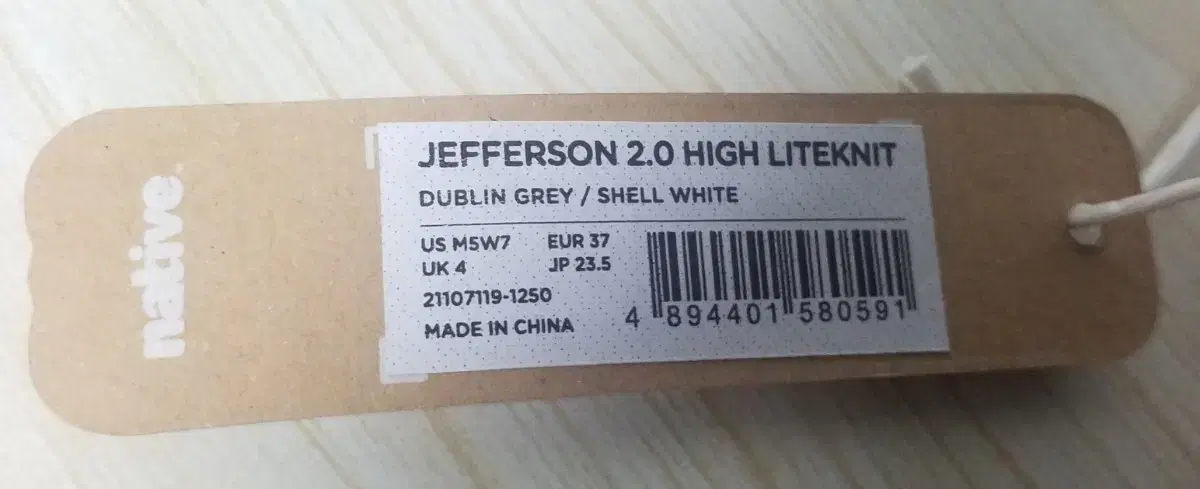 native
JEFFERSON 2.0 HIGH LITEKNIT
DUBLIN GREY / SHELL WHITE
US M5W7 EUR 37
UK 4 JP 23.5
21107119-1250
MADE IN CHINA
4 894401 580591